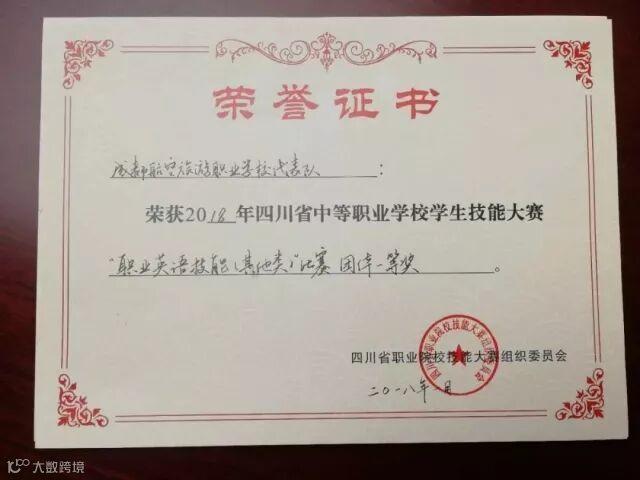 荣誉证书
成都航空旅游职业学校代表队:
荣获2018年四川省中等职业学校学生技能大赛
"职业英语技能(其他类)"比赛 团体一等奖。
四川省职业院校技能大赛组织委员会
二〇一八年一月
大数跨境